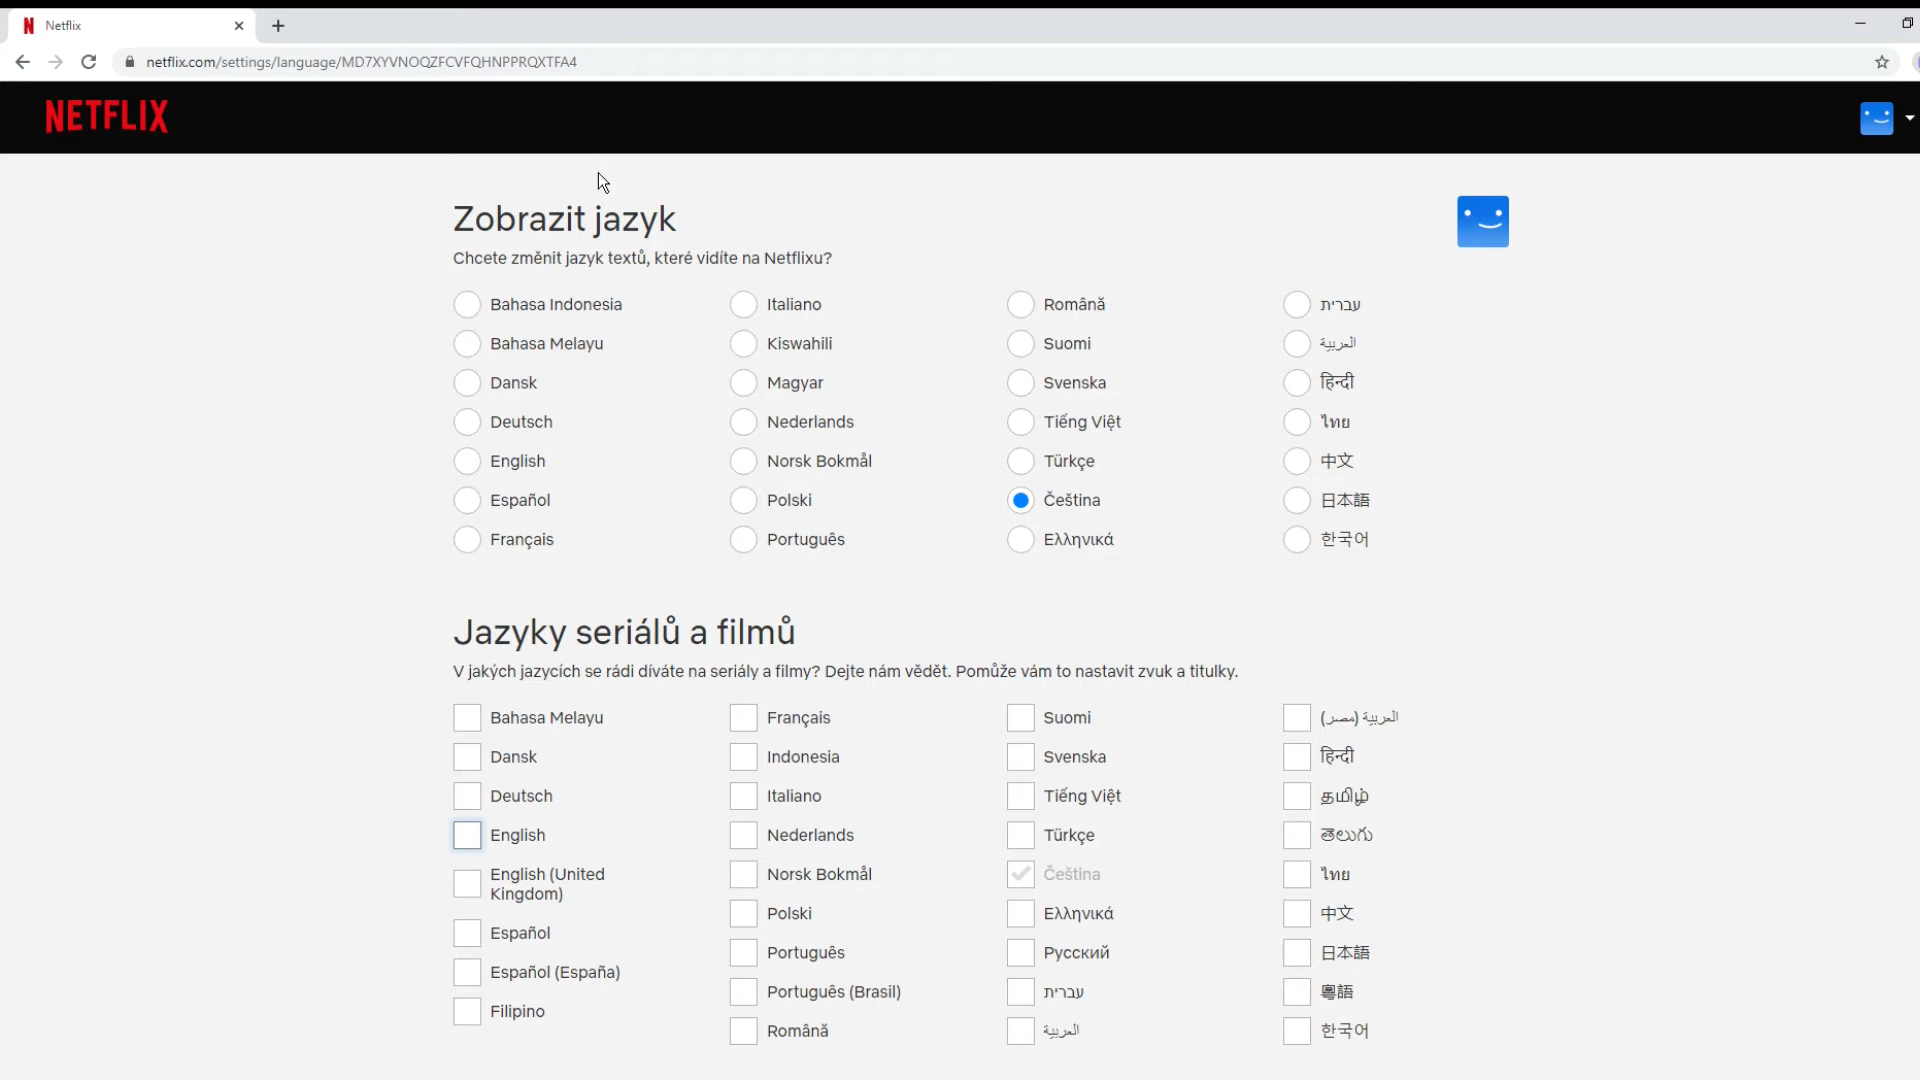 Netflix
netflix.com/settings/language/MD7XYVNOQZFCVFQHNPPRQXTFA4
NETFLIX
Zobrazit jazyk
Chcete změnit jazyk textů, které vidíte na Netflixu?
Bahasa Indonesia
Bahasa Melayu
Dansk
Deutsch
English
Español
Français
Italiano
Kiswahili
Magyar
Nederlands
Norsk Bokmål
Polski
Português
Română
Suomi
Svenska
Tiếng Việt
Türkçe
Čeština
Ελληνικά
עברית
العربية
हिन्दी
ไทย
中文
日本語
한국어
Jazyky seriálů a filmů
V jakých jazycích se rádi díváte na seriály a filmy? Dejte nám vědět. Pomůže vám to nastavit zvuk a titulky.
Bahasa Melayu
Dansk
Deutsch
English
English (United
Kingdom)
Español
Español (España)
Filipino
Français
Indonesia
Italiano
Nederlands
Norsk Bokmål
Polski
Português
Português (Brasil)
Română
Suomi
Svenska
Tiếng Việt
Türkçe
Čeština
Ελληνικά
Русский
עברית
العربية
العربية (مصر)
हिन्दी
தமிழ்
తెలుగు
ไทย
中文
日本語
粵語
한국어